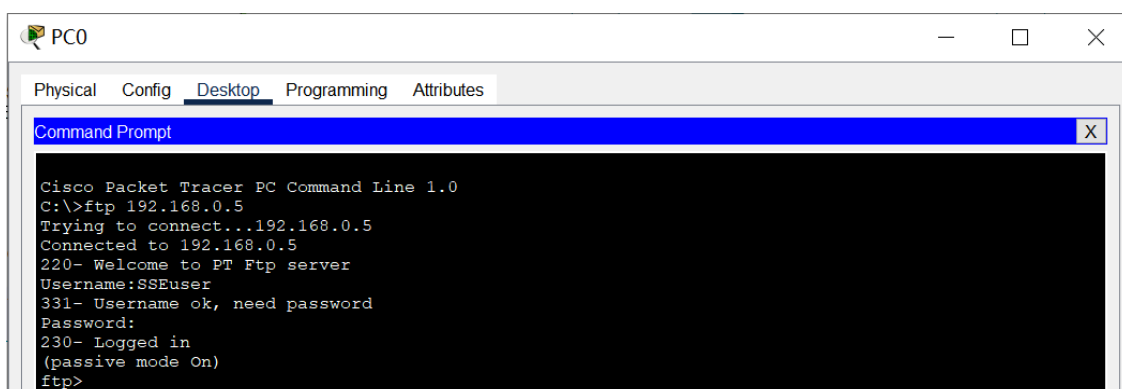 PC0
Physical Config Desktop Programming Attributes
Command Prompt
X
Cisco Packet Tracer PC Command Line 1.0
C:\>ftp 192.168.0.5
Trying to connect...192.168.0.5
Connected to 192.168.0.5
220- Welcome to PT Ftp server
Username:SSEuser
331- Username ok, need password
Password:
230- Logged in
(passive mode On)
ftp>